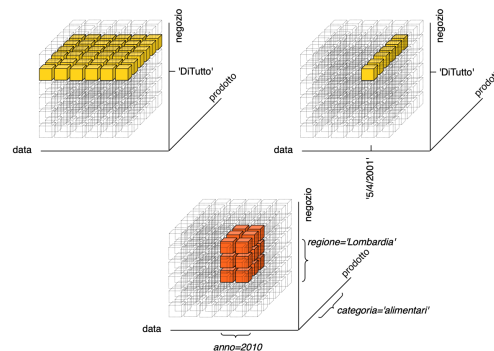 negozio
'DiTutto'
prodotto
data
negozio
'DiTutto'
prodotto
data
'5/4/2001'
negozio
regione='Lombardia'
prodotto
categoria='alimentari'
data
anno=2010